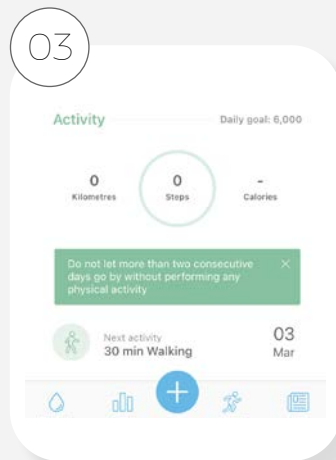 03
Activity
Daily goal: 6,000
0
Kilometres
0
Steps
-
Calories
Do not let more than two consecutive
days go by without performing any
physical activity
Next activity
30 min Walking
03
Mar